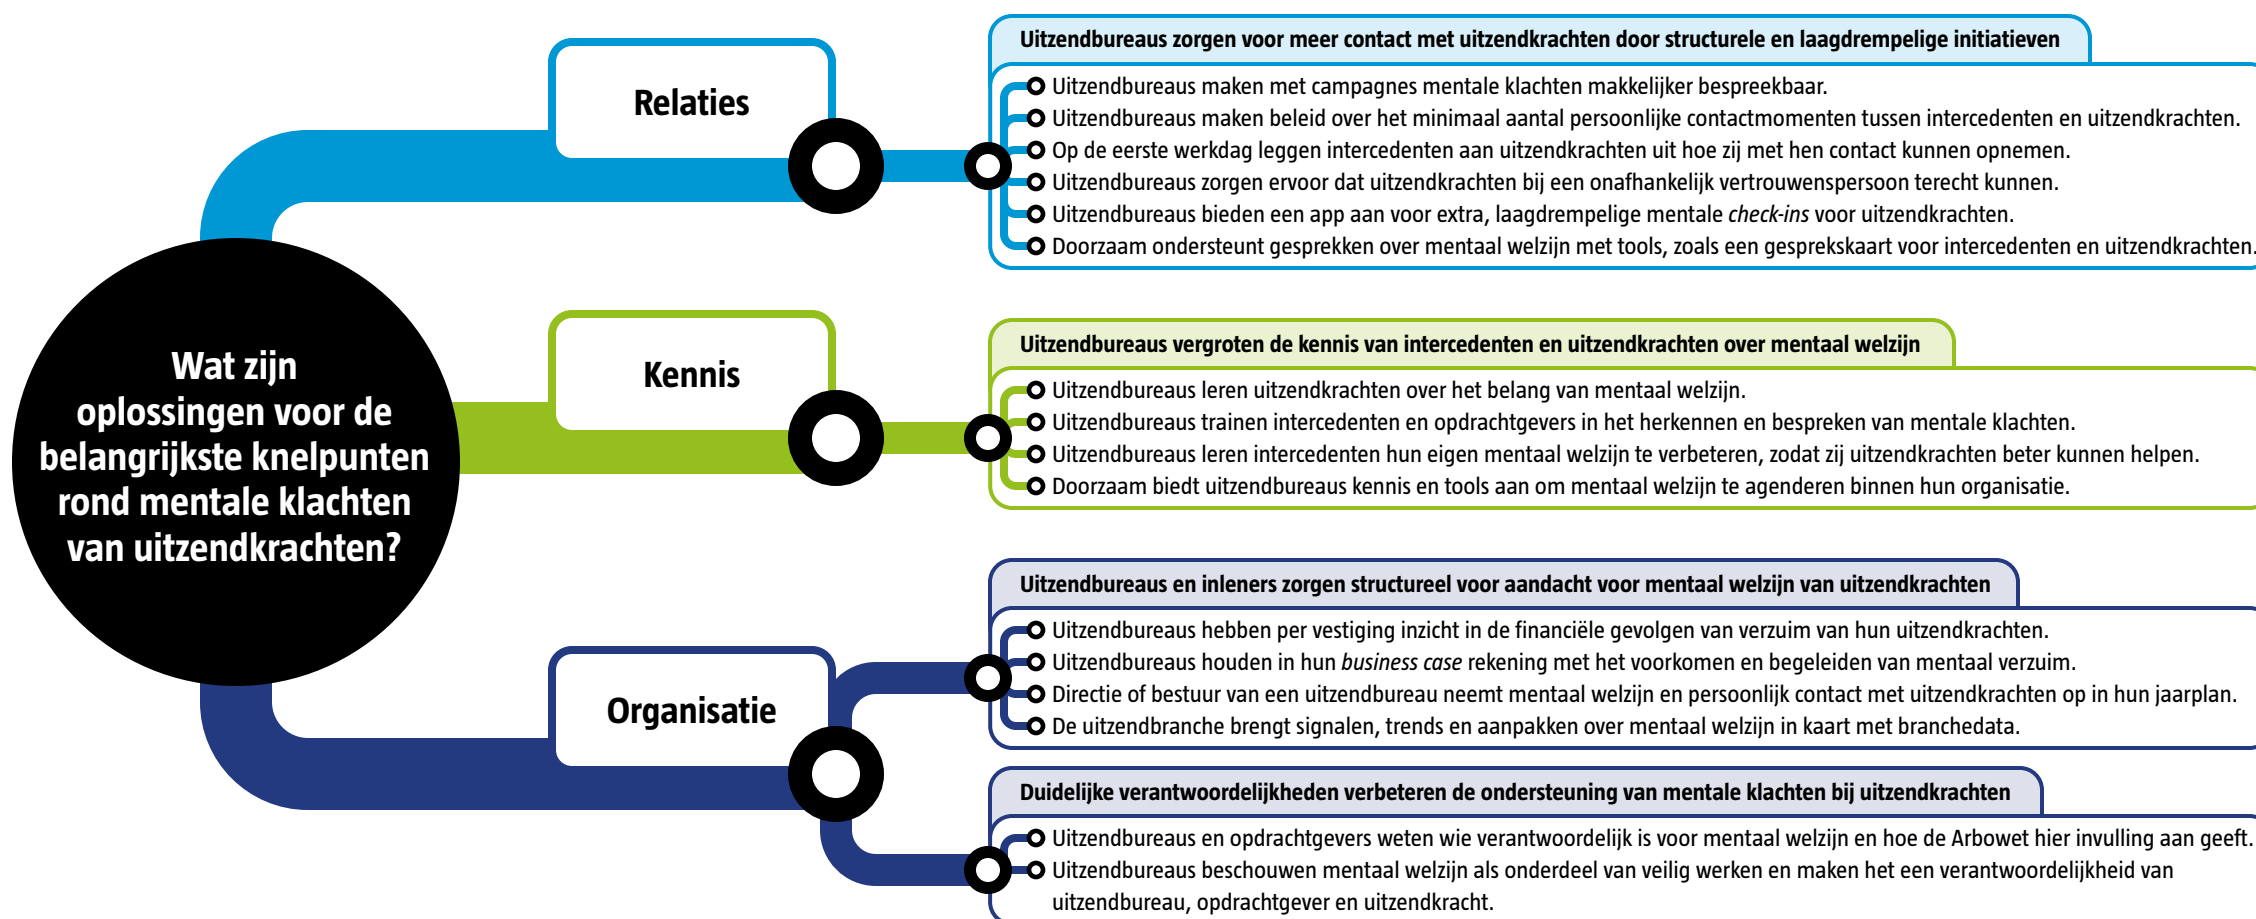 Wat zijn
oplossingen voor de
belangrijkste knelpunten
rond mentale klachten
van uitzendkrachten?
Relaties
Uitzendbureaus zorgen voor meer contact met uitzendkrachten door structurele en laagdrempelige initiatieven
Uitzendbureaus maken met campagnes mentale klachten makkelijker bespreekbaar.
Uitzendbureaus maken beleid over het minimaal aantal persoonlijke contactmomenten tussen intercedenten en uitzendkrachten.
Op de eerste werkdag leggen intercedenten aan uitzendkrachten uit hoe zij met hen contact kunnen opnemen.
Uitzendbureaus zorgen ervoor dat uitzendkrachten bij een onafhankelijk vertrouwenspersoon terecht kunnen.
Uitzendbureaus bieden een app aan voor extra, laagdrempelige mentale check-ins voor uitzendkrachten.
Doorzaam ondersteunt gesprekken over mentaal welzijn met tools, zoals een gesprekskaart voor intercedenten en uitzendkrachten.
Kennis
Uitzendbureaus vergroten de kennis van intercedenten en uitzendkrachten over mentaal welzijn
Uitzendbureaus leren uitzendkrachten over het belang van mentaal welzijn.
Uitzendbureaus trainen intercedenten en opdrachtgevers in het herkennen en bespreken van mentale klachten.
Uitzendbureaus leren intercedenten hun eigen mentaal welzijn te verbeteren, zodat zij uitzendkrachten beter kunnen helpen.
Doorzaam biedt uitzendbureaus kennis en tools aan om mentaal welzijn te agenderen binnen hun organisatie.
Organisatie
Uitzendbureaus en inleners zorgen structureel voor aandacht voor mentaal welzijn van uitzendkrachten
Uitzendbureaus hebben per vestiging inzicht in de financiële gevolgen van verzuim van hun uitzendkrachten.
Uitzendbureaus houden in hun business case rekening met het voorkomen en begeleiden van mentaal verzuim.
Directie of bestuur van een uitzendbureau neemt mentaal welzijn en persoonlijk contact met uitzendkrachten op in hun jaarplan.
De uitzendbranche brengt signalen, trends en aanpakken over mentaal welzijn in kaart met branchedata.
Duidelijke verantwoordelijkheden verbeteren de ondersteuning van mentale klachten bij uitzendkrachten
Uitzendbureaus en opdrachtgevers weten wie verantwoordelijk is voor mentaal welzijn en hoe de Arbowet hier invulling aan geeft.
Uitzendbureaus beschouwen mentaal welzijn als onderdeel van veilig werken en maken het een verantwoordelijkheid van
uitzendbureau, opdrachtgever en uitzendkracht.